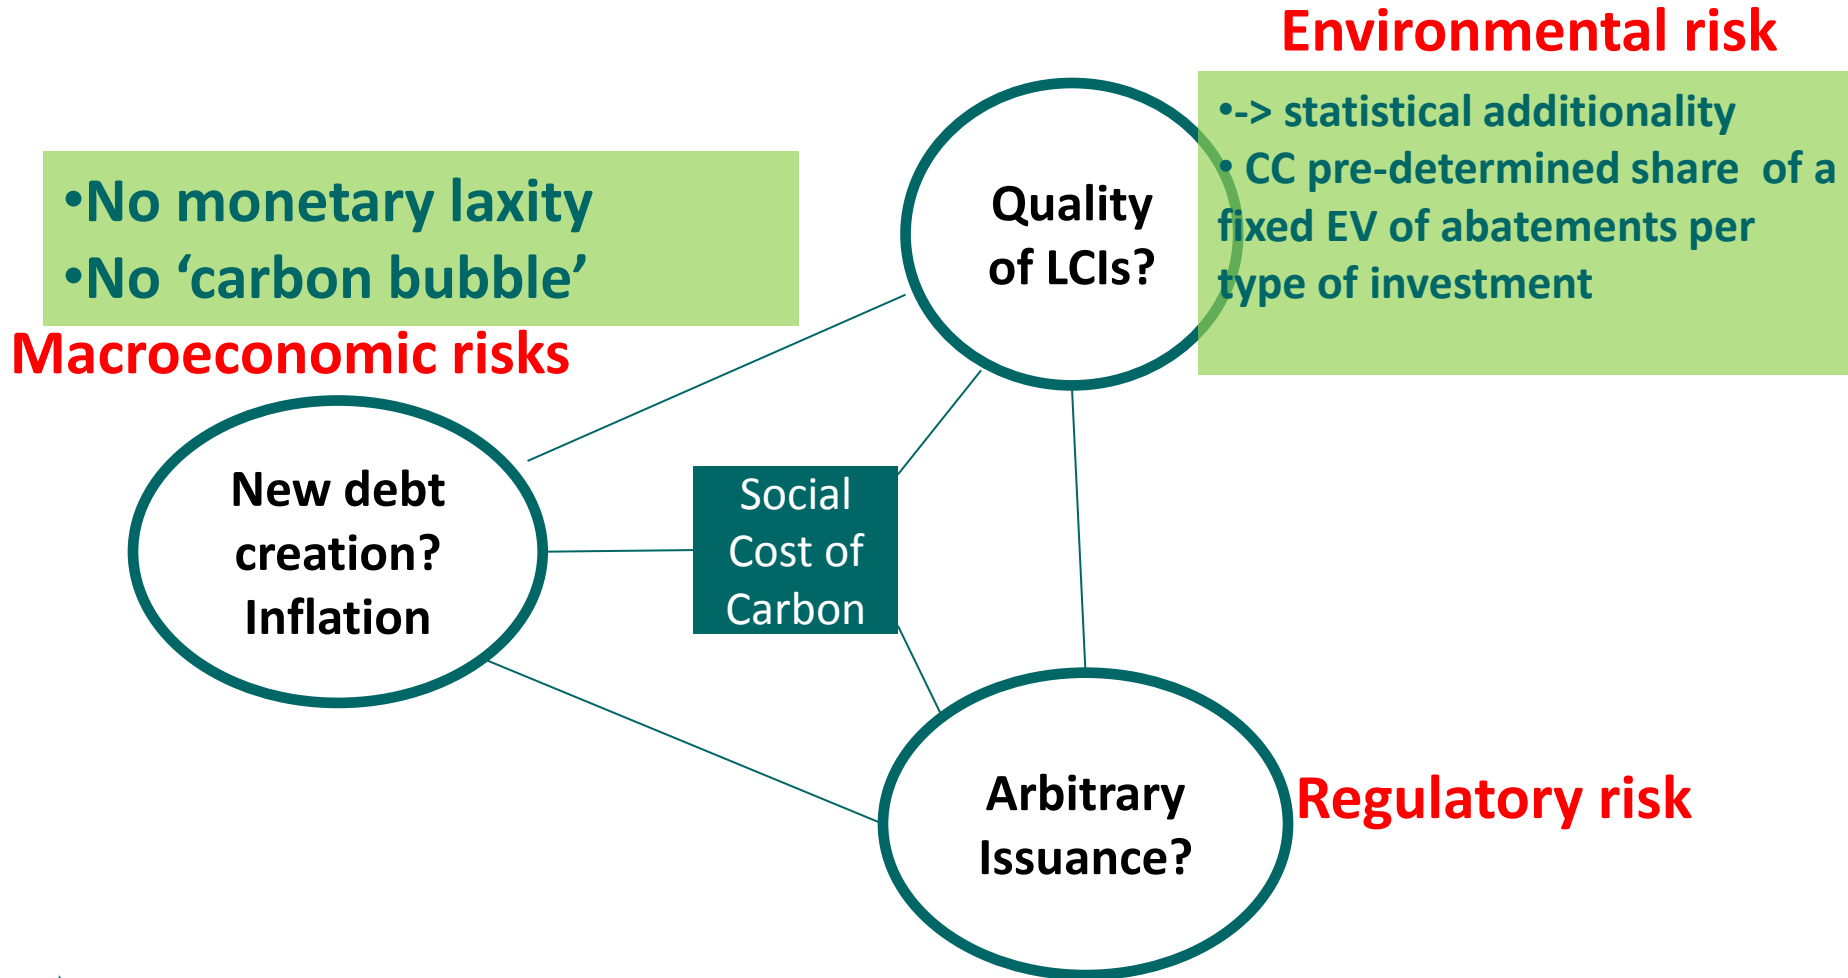 Environmental risk
•-> statistical additionality
• CC pre-determined share of a
fixed EV of abatements per
type of investment
•No monetary laxity
•No ‘carbon bubble’
Macroeconomic risks
Quality
of LCIs?
New debt
creation?
Inflation
Social
Cost of
Carbon
Arbitrary
Issuance?
Regulatory risk